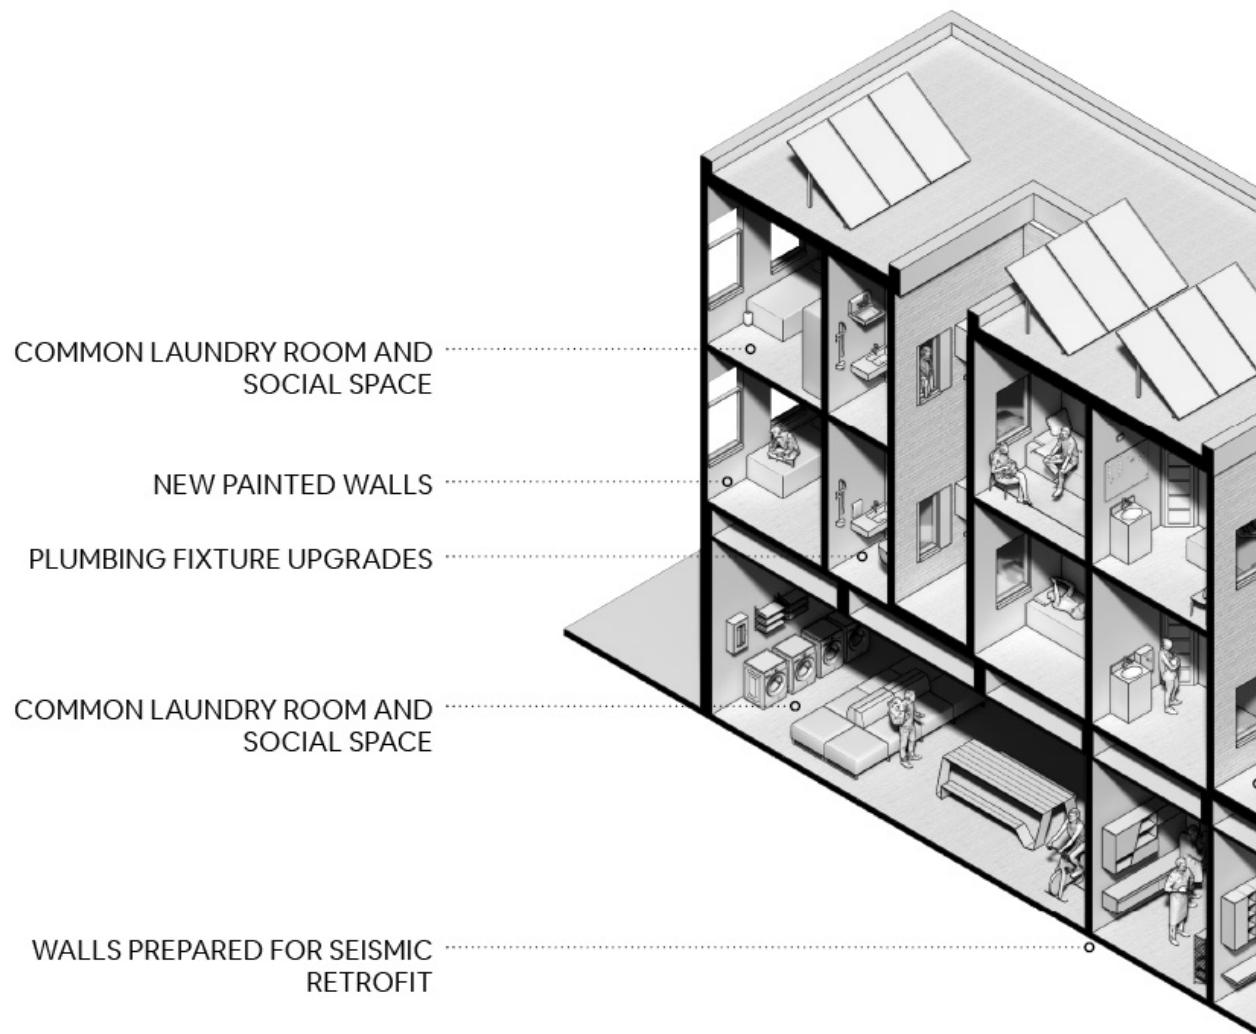 COMMON LAUNDRY ROOM AND
SOCIAL SPACE
NEW PAINTED WALLS
PLUMBING FIXTURE UPGRADES
COMMON LAUNDRY ROOM AND
SOCIAL SPACE
WALLS PREPARED FOR SEISMIC
RETROFIT